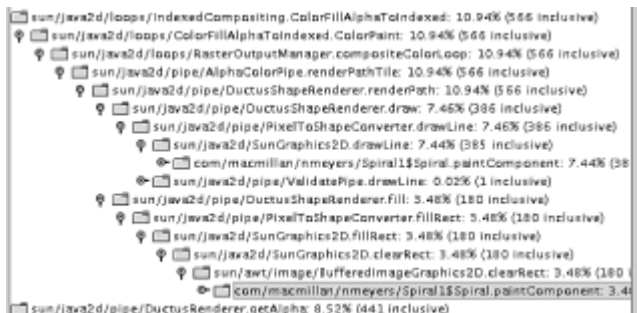 sun/java2d/loops/IndexedCompositing.ColorFillAlphaToIndexed: 10.94% (566 inclusive)
sun/java2d/loops/ColorFillAlphaToIndexed.ColorPaint: 10.94% (566 inclusive)
sun/java2d/loops/RasterOutputManager.compositeColorLoop: 10.94% (566 inclusive)
sun/java2d/pipe/AlphaColorPipe.renderPathTile: 10.94% (566 inclusive)
sun/java2d/pipe/DuctusShapeRenderer.renderPath: 10.94% (566 inclusive)
sun/java2d/pipe/DuctusShapeRenderer.draw: 7.46% (386 inclusive)
sun/java2d/pipe/PixelToShapeConverter.drawLine: 7.46% (386 inclusive)
sun/java2d/SunGraphics2D.drawLine: 7.44% (385 inclusive)
com/macmillan/nmeyers/Spiral1$Spiral.paintComponent: 7.44% (38
sun/java2d/pipe/ValidatePipe.drawLine: 0.02% (1 inclusive)
sun/java2d/pipe/DuctusShapeRenderer.fill: 3.48% (180 inclusive)
sun/java2d/pipe/PixelToShapeConverter.fillRect: 3.48% (180 inclusive)
sun/java2d/SunGraphics2D.fillRect: 3.48% (180 inclusive)
sun/java2d/SunGraphics2D.clearRect: 3.48% (180 inclusive)
sun/awt/image/BufferedImageGraphics2D.clearRect: 3.48% (180 i
com/macmillan/nmeyers/Spiral1$Spiral.paintComponent: 3.48
sun/java2d/pipe/DuctusRenderer.getAlpha: 8.52% (441 inclusive)